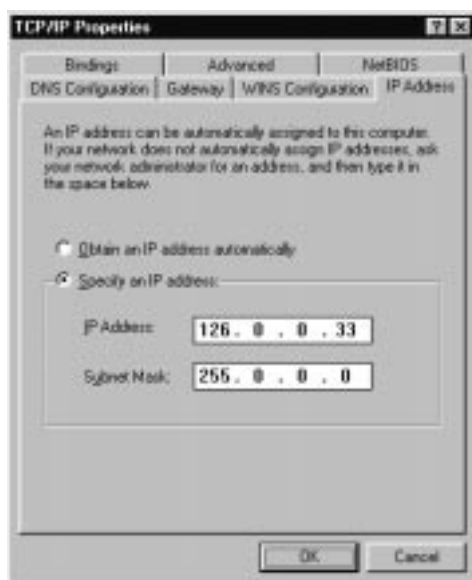 TCP/IP Properties
Bindings Advanced NetBIOS
DNS Configuration Gateway WINS Configuration IP Address
An IP address can be automatically assigned to this computer.
If your network does not automatically assign IP addresses, ask
your network administrator for an address, and then type it in
the space below.
Obtain an IP address automatically
Specify an IP address:
IP Address: 126. 0 . 0 . 33
Subnet Mask: 255. 0 . 0 . 0
OK Cancel